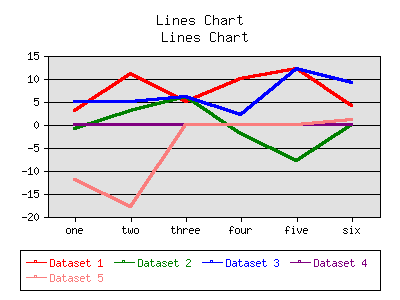 Lines Chart
Lines Chart
15
10
5
0
-5
-10
-15
-20
one two three four five six
Dataset 1 Dataset 2 Dataset 3 Dataset 4
Dataset 5